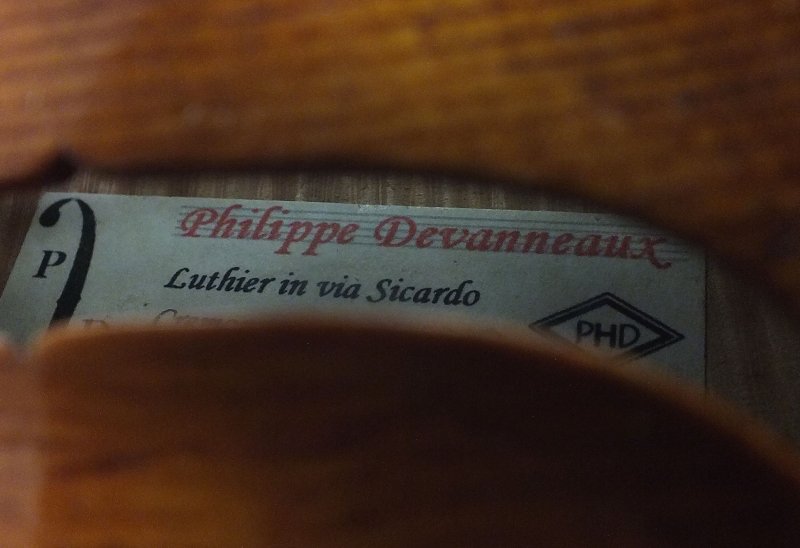 Philippe Devanneaux
P
Luthier in via Sicardo
PHD